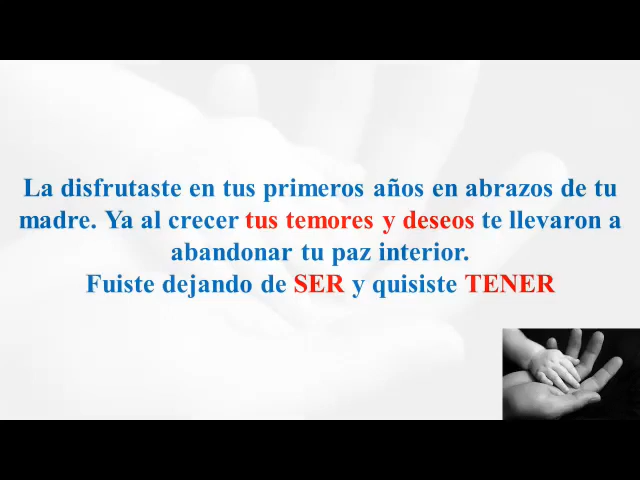 La disfrutaste en tus primeros años en abrazos de tu
madre. Ya al crecer tus temores y deseos te llevaron a
abandonar tu paz interior.
Fuiste dejando de SER y quisiste TENER